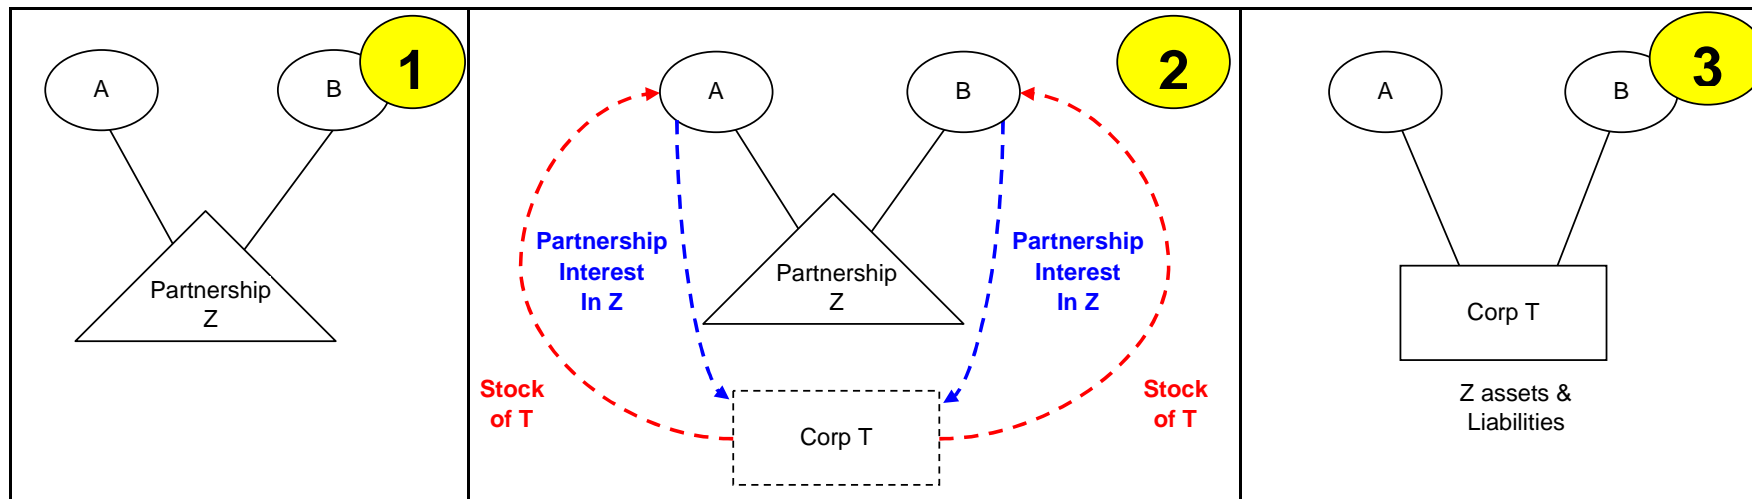 1
A
B
Partnership
Z
2
A
B
Partnership
Interest
In Z
Partnership
Z
Partnership
Interest
In Z
Stock
of T
Corp T
Stock
of T
3
A
B
Corp T
Z assets &
Liabilities